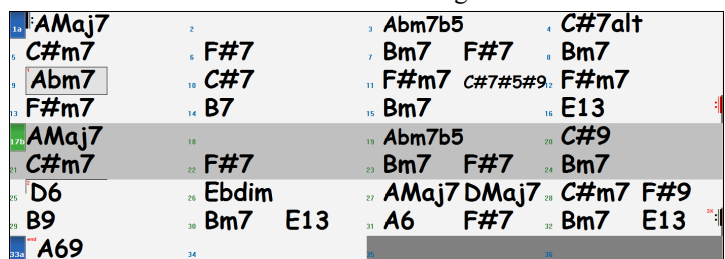 1a AMaj7 2 3 Abm7b5 4 C#7alt
5 C#m7 6 F#7 7 Bm7 F#7 8 Bm7
9 1 Abm7 10 C#7 11 F#m7 C#7#5#9 12 F#m7
13 F#m7 14 B7 15 Bm7 16 E13
17b AMaj7 18 19 Abm7b5 20 C#9
21 C#m7 22 F#7 23 Bm7 F#7 24 Bm7
25 2 D6 26 Ebdim 27 AMaj7 DMaj7 28 C#m7 F#9
29 B9 30 Bm7 E13 31 A6 F#7 32 Bm7 E13 3X
33a end A69 34 35 36